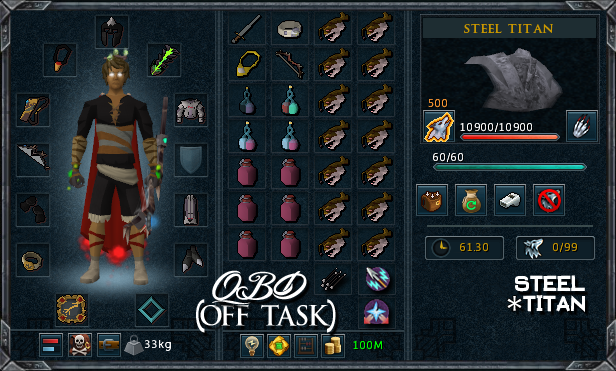 STEEL TITAN
500
10900/10900
60/60
61.30
0/99
STEEL
*TITAN
QBD
(OFF TASK)
33kg
100M